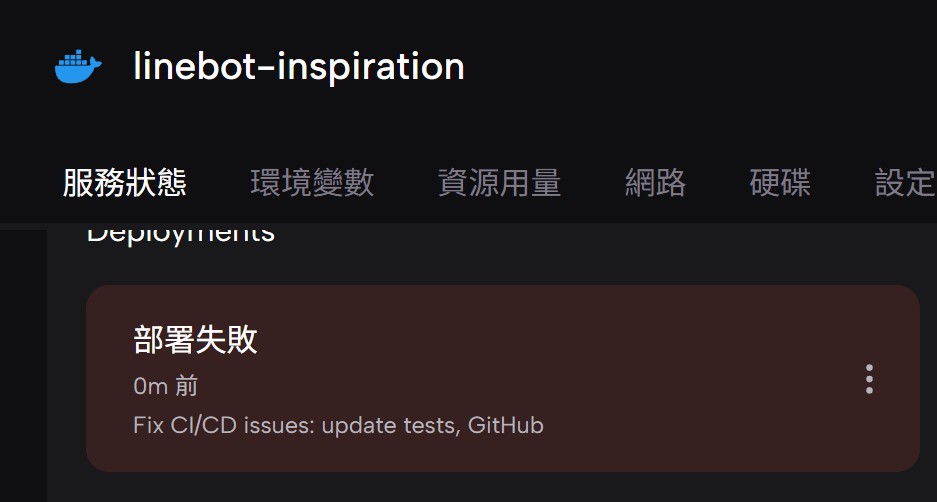 linebot-inspiration
服務狀態 環境變數 資源用量 網路 硬碟 設定
Deployments
部署失敗
0m 前
Fix CI/CD issues: update tests, GitHub